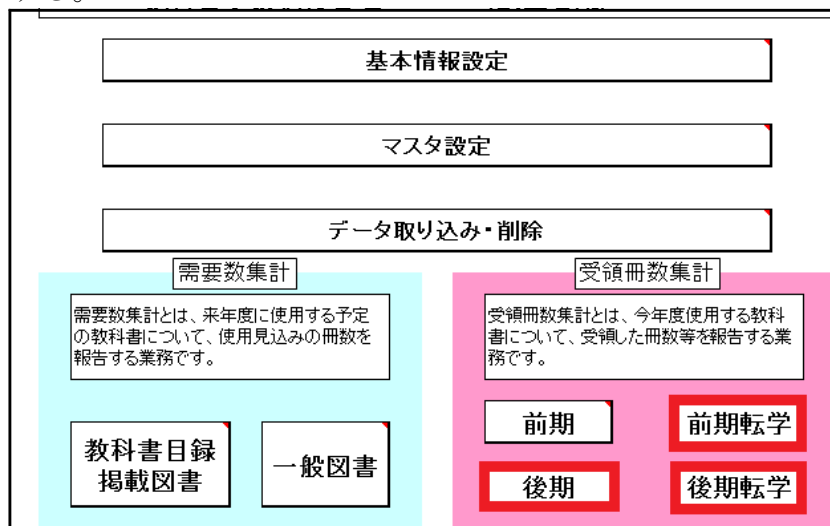 基本情報設定
マスタ設定
データ取り込み・削除
需要数集計
需要数集計とは、来年度に使用する予定
の教科書について、使用見込みの冊数を
報告する業務です。
教科書目録
掲載図書
一般図書
受領冊数集計
受領冊数集計とは、今年度使用する教科
書について、受領した冊数等を報告する業
務です。
前期
前期転学
後期
後期転学